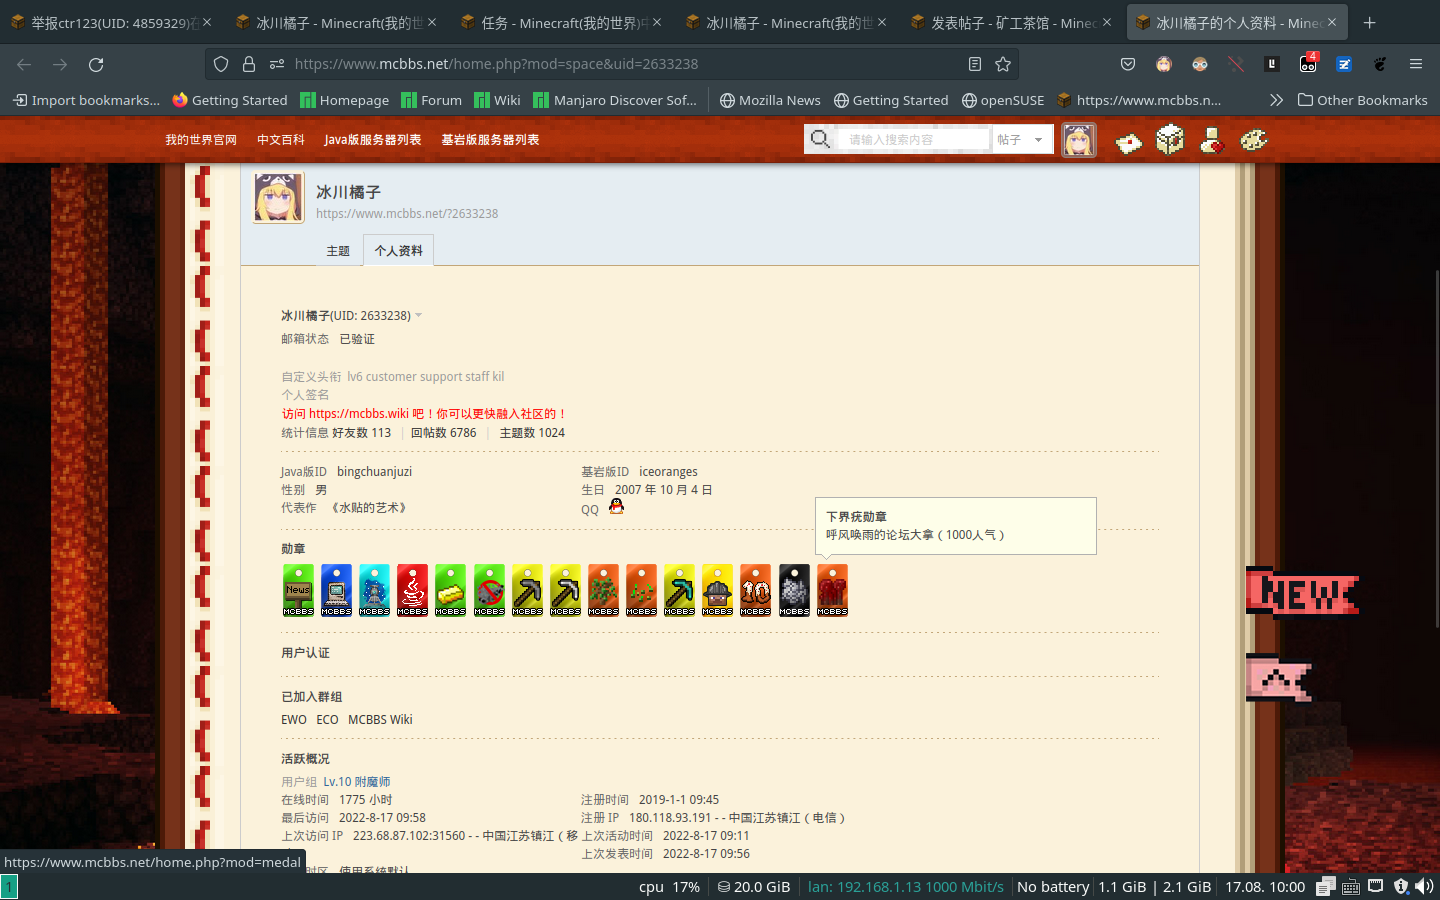 举报ctr123(UID: 4859329)在
冰川橘子 - Minecraft(我的世
任务 - Minecraft(我的世界)中
冰川橘子 - Minecraft(我的世
发表帖子 - 矿工茶馆 - Minec
冰川橘子的个人资料 - Minec
https://www.mcbbs.net/home.php?mod=space&uid=2633238
4
Import bookmarks...
Getting Started
Homepage
Forum
Wiki
Manjaro Discover Sof...
Mozilla News
Getting Started
openSUSE
https://www.mcbbs.n...
Other Bookmarks
我的世界官网
中文百科
Java版服务器列表
基岩版服务器列表
请输入搜索内容
帖子
冰川橘子
https://www.mcbbs.net/?2633238
主题
个人资料
冰川橘子(UID: 2633238)
邮箱状态 已验证
自定义头衔 lv6 customer support staff kil
个人签名
访问 https://mcbbs.wiki 吧！你可以更快融入社区的！
统计信息 好友数 113 | 回帖数 6786 | 主题数 1024
Java版ID bingchuanjuzi
基岩版ID iceoranges
性别 男
生日 2007 年 10 月 4 日
代表作 《水贴的艺术》
QQ
下界疣勋章
呼风唤雨的论坛大拿（1000人气）
勋章
News
MCBBS MCBBS MCBBS MCBBS MCBBS MCBBS MCBBS MCBBS MCBBS MCBBS MCBBS MCBBS MCBBS MCBBS MCBBS
NEW
用户认证
已加入群组
EWO ECO MCBBS Wiki
活跃概况
用户组 Lv.10 附魔师
在线时间 1775 小时
注册时间 2019-1-1 09:45
最后访问 2022-8-17 09:58
注册 IP 180.118.93.191 - - 中国江苏镇江（电信）
上次访问 IP 223.68.87.102:31560 - - 中国江苏镇江（移
上次活动时间 2022-8-17 09:11
上次发表时间 2022-8-17 09:56
时区 使用系统默认
https://www.mcbbs.net/home.php?mod=medal
1
cpu 17%
20.0 GiB
lan: 192.168.1.13 1000 Mbit/s
No battery
1.1 GiB | 2.1 GiB
17.08. 10:00